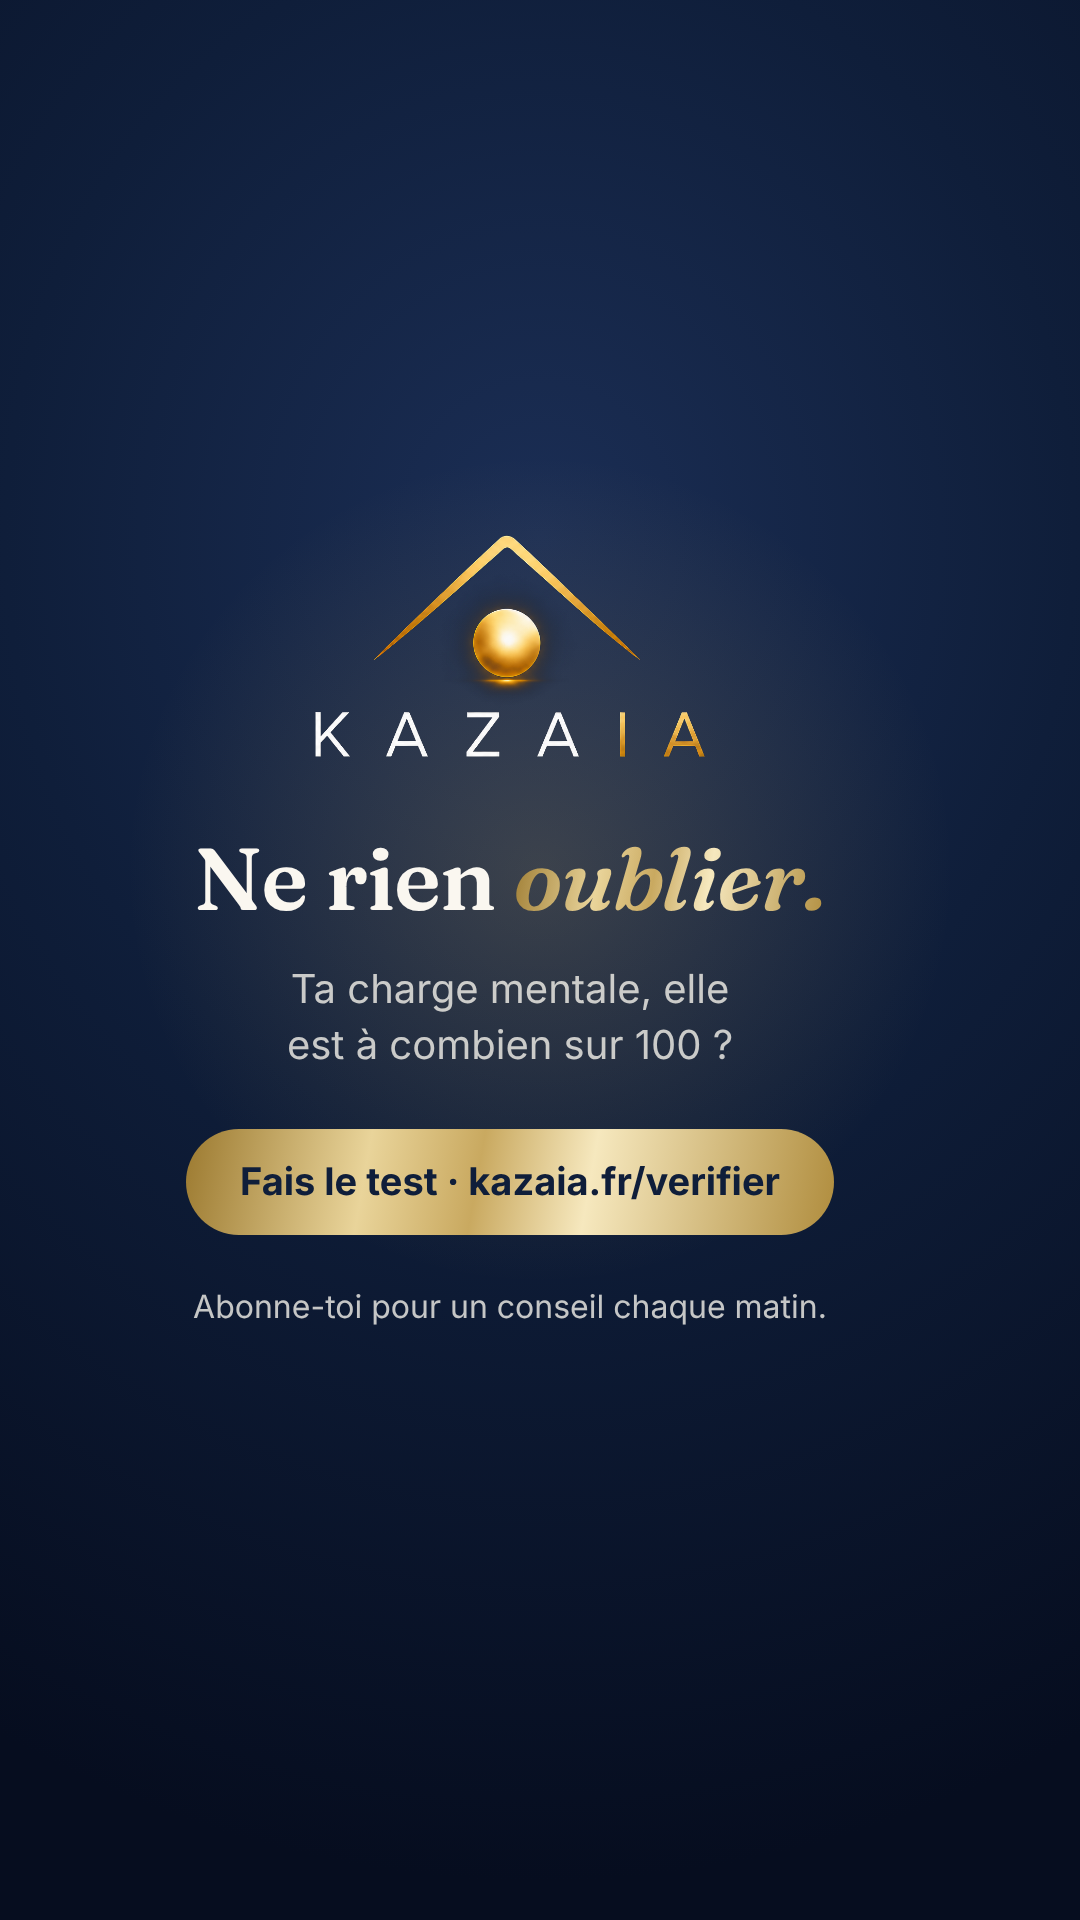 KAZAIA
Ne rien oublier.
Ta charge mentale, elle
est à combien sur 100 ?
Fais le test · kazaia.fr/verifier
Abonne-toi pour un conseil chaque matin.